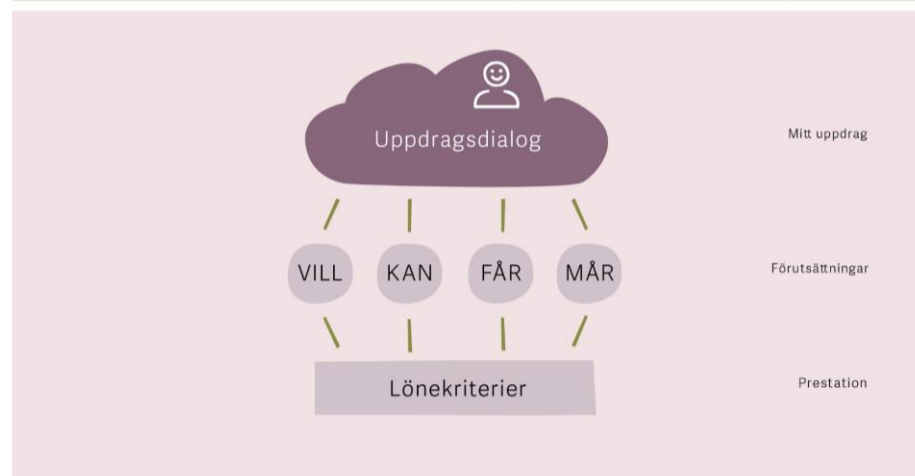 Uppdragsdialog
Mitt uppdrag
VILL KAN FÅR MÅR
Förutsättningar
Lönekriterier
Prestation